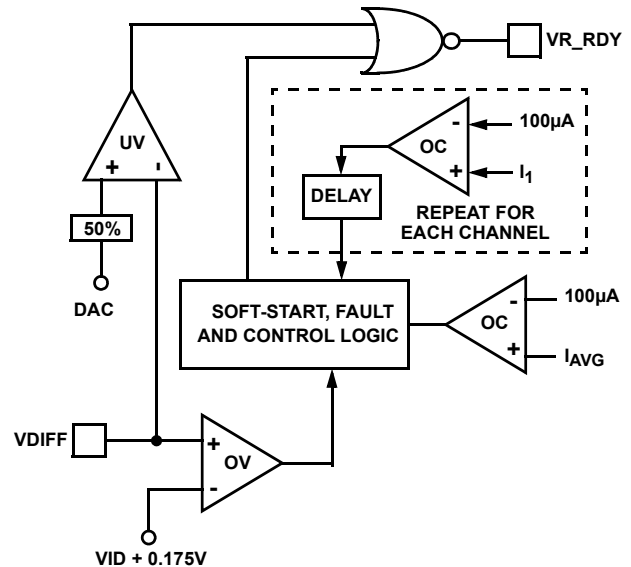 VR_RDY
UV
+ -
50%
DAC
- 100µA
OC
+ I1
DELAY
REPEAT FOR
EACH CHANNEL
SOFT-START, FAULT
AND CONTROL LOGIC
- 100µA
OC
+ IAVG
VDIFF
+
OV
-
VID + 0.175V